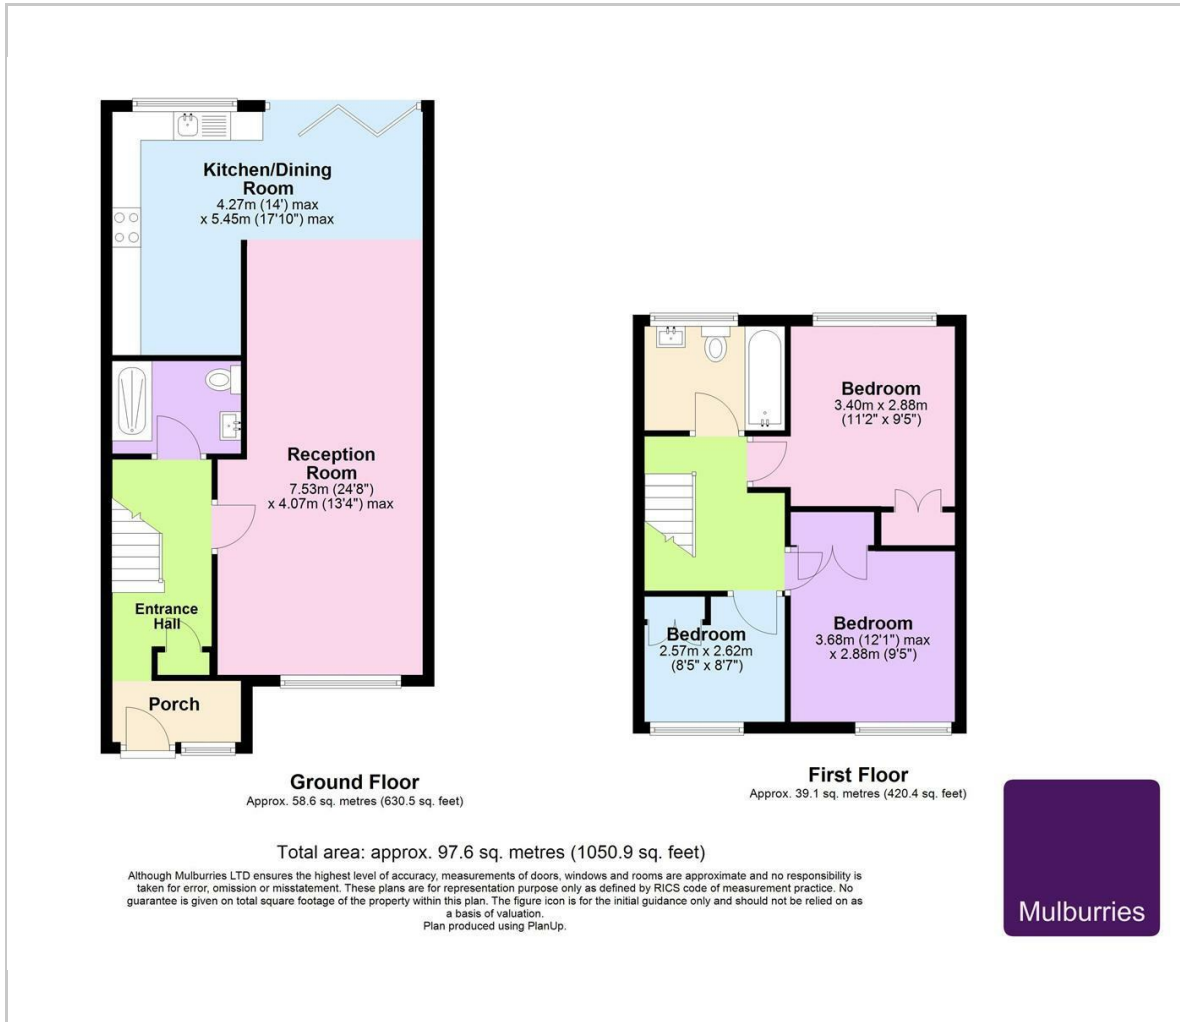 Kitchen/Dining
Room
4.27m (14') max
x 5.45m (17'10") max
Reception
Room
7.53m (24'8")
x 4.07m (13'4") max
Entrance
Hall
Porch
Ground Floor
Approx. 58.6 sq. metres (630.5 sq. feet)
Bedroom
3.40m x 2.88m
(11'2" x 9'5")
Bedroom
2.57m x 2.62m
(8'5" x 8'7")
Bedroom
3.68m (12'1") max
x 2.88m (9'5")
First Floor
Approx. 39.1 sq. metres (420.4 sq. feet)
Total area: approx. 97.6 sq. metres (1050.9 sq. feet)
Although Mulburries LTD ensures the highest level of accuracy, measurements of doors, windows and rooms are approximate and no responsibility is
taken for error, omission or misstatement. These plans are for representation purpose only as defined by RICS code of measurement practice. No
guarantee is given on total square footage of the property within this plan. The figure icon is for the initial guidance only and should not be relied on as
a basis of valuation.
Plan produced using PlanUp.
Mulburries